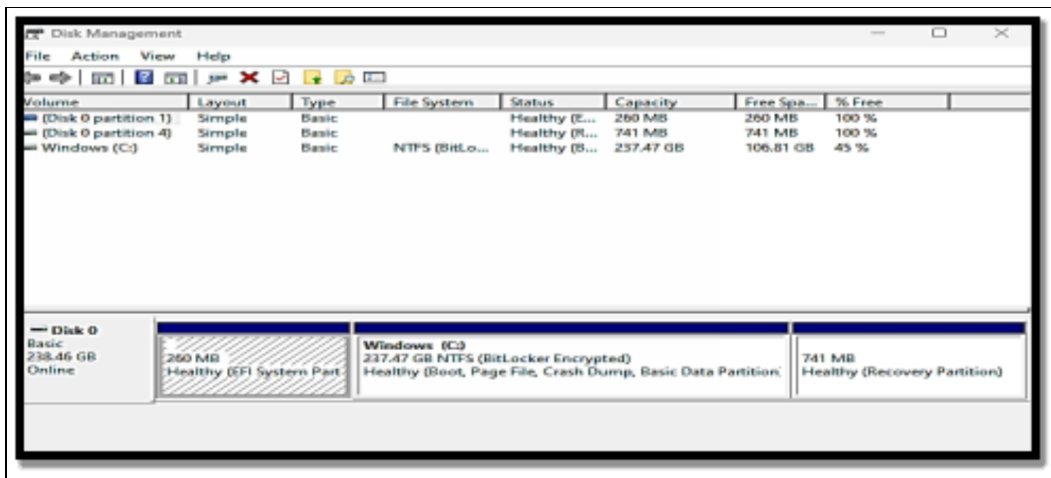 Disk Management
File Action View Help
Volume Layout Type File System Status Capacity Free Spa... % Free
(Disk 0 partition 1) Simple Basic Healthy (E... 260 MB 260 MB 100 %
(Disk 0 partition 4) Simple Basic Healthy (R... 741 MB 741 MB 100 %
Windows (C:) Simple Basic NTFS (BitLo... Healthy (B... 237.47 GB 106.81 GB 45 %
Disk 0
Basic
238.46 GB
Online
260 MB
Healthy (EFI System Part
Windows (C:)
237.47 GB NTFS (BitLocker Encrypted)
Healthy (Boot, Page File, Crash Dump, Basic Data Partition
741 MB
Healthy (Recovery Partition)